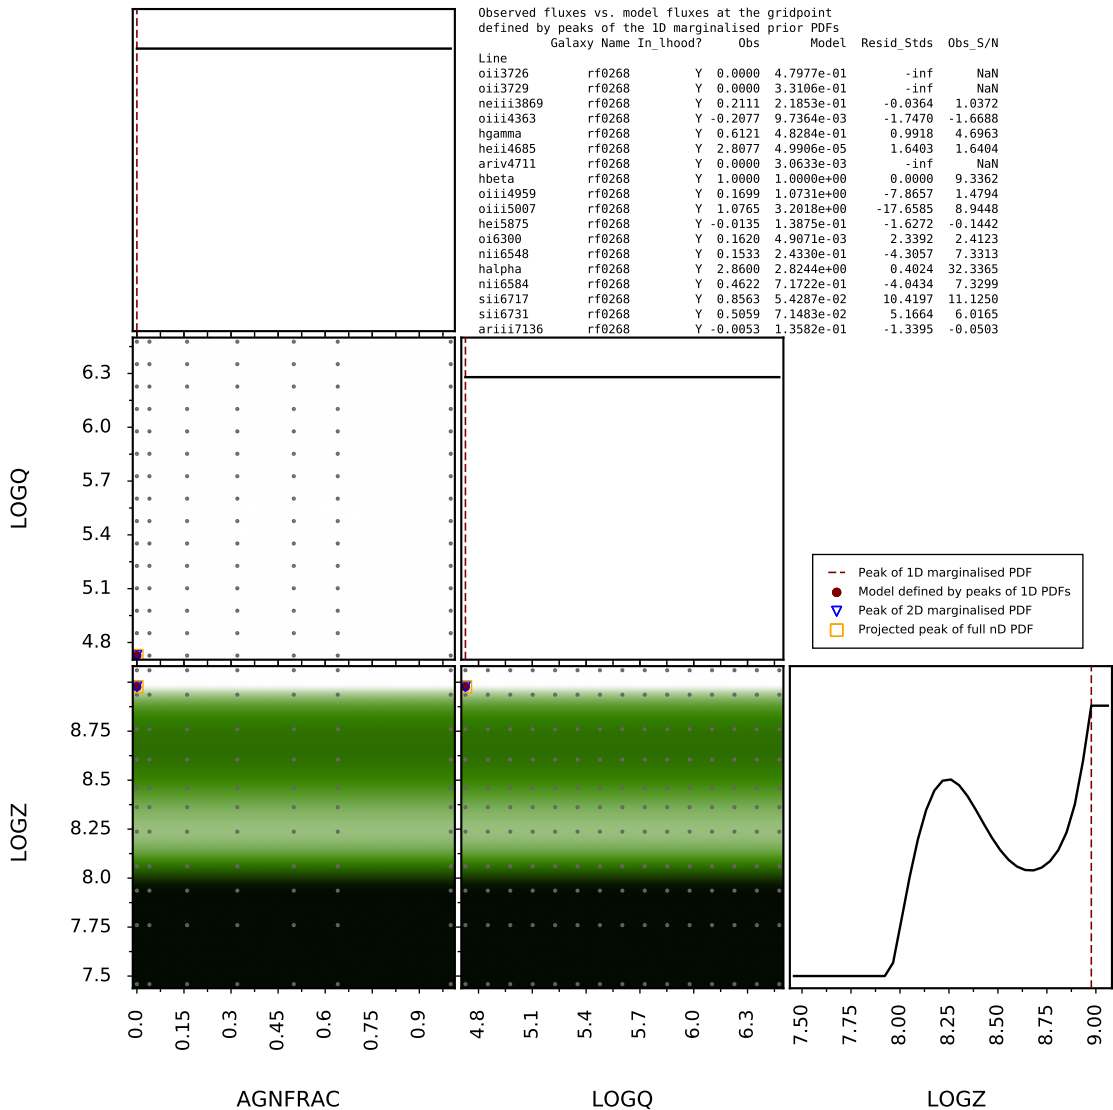 Observed fluxes vs. model fluxes at the gridpoint
defined by peaks of the 1D marginalised prior PDFs
Galaxy Name In_lhood? Obs Model Resid_Stds Obs_S/N
Line
oii3726 rf0268 Y 0.0000 4.7977e-01 -inf NaN
oii3729 rf0268 Y 0.0000 3.3106e-01 -inf NaN
neiii3869 rf0268 Y 0.2111 2.1853e-01 -0.0364 1.0372
oiii4363 rf0268 Y -0.2077 9.7364e-03 -1.7470 -1.6688
hgamma rf0268 Y 0.6121 4.8284e-01 0.9918 4.6963
heii4685 rf0268 Y 2.8077 4.9906e-05 1.6403 1.6404
ariv4711 rf0268 Y 0.0000 3.0633e-03 -inf NaN
hbeta rf0268 Y 1.0000 1.0000e+00 0.0000 9.3362
oiii4959 rf0268 Y 0.1699 1.0731e+00 -7.8657 1.4794
oiii5007 rf0268 Y 1.0765 3.2018e+00 -17.6585 8.9448
hei5875 rf0268 Y -0.0135 1.3875e-01 -1.6272 -0.1442
oi6300 rf0268 Y 0.1620 4.9071e-03 2.3392 2.4123
nii6548 rf0268 Y 0.1533 2.4330e-01 -4.3057 7.3313
halpha rf0268 Y 2.8600 2.8244e+00 0.4024 32.3365
nii6584 rf0268 Y 0.4622 7.1722e-01 -4.0434 7.3299
sii6717 rf0268 Y 0.8563 5.4287e-02 10.4197 11.1250
sii6731 rf0268 Y 0.5059 7.1483e-02 5.1664 6.0165
ariii7136 rf0268 Y -0.0053 1.3582e-01 -1.3395 -0.0503
6.3
6.0
5.7
5.4
5.1
4.8
LOGQ
Peak of 1D marginalised PDF
Model defined by peaks of 1D PDFs
Peak of 2D marginalised PDF
Projected peak of full nD PDF
8.75
8.5
8.25
8.0
7.75
7.5
LOGZ
0.0 0.15 0.3 0.45 0.6 0.75 0.9
4.8 5.1 5.4 5.7 6.0 6.3
7.50 7.75 8.00 8.25 8.50 8.75 9.00
AGNFRAC
LOGQ
LOGZ